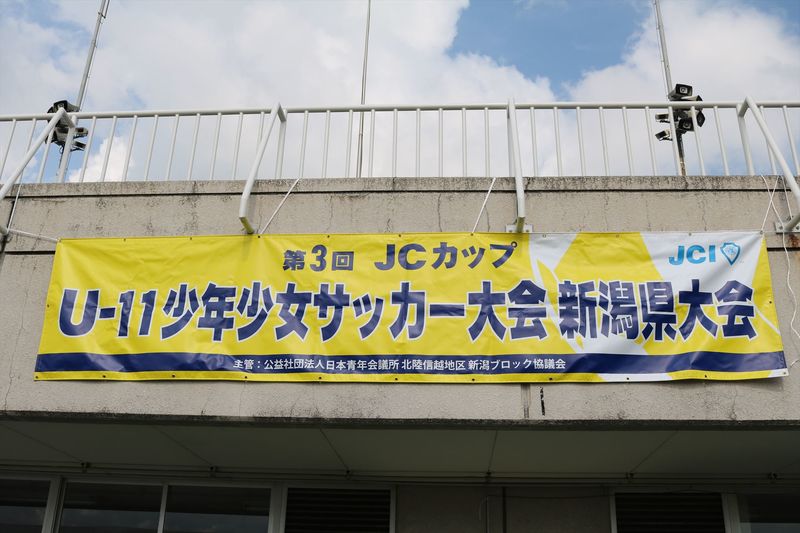 第3回 JCカップ
JCI
U-11少年少女サッカー大会 新潟県大会
主管：公益社団法人日本青年会議所 北陸信越地区 新潟ブロック協議会